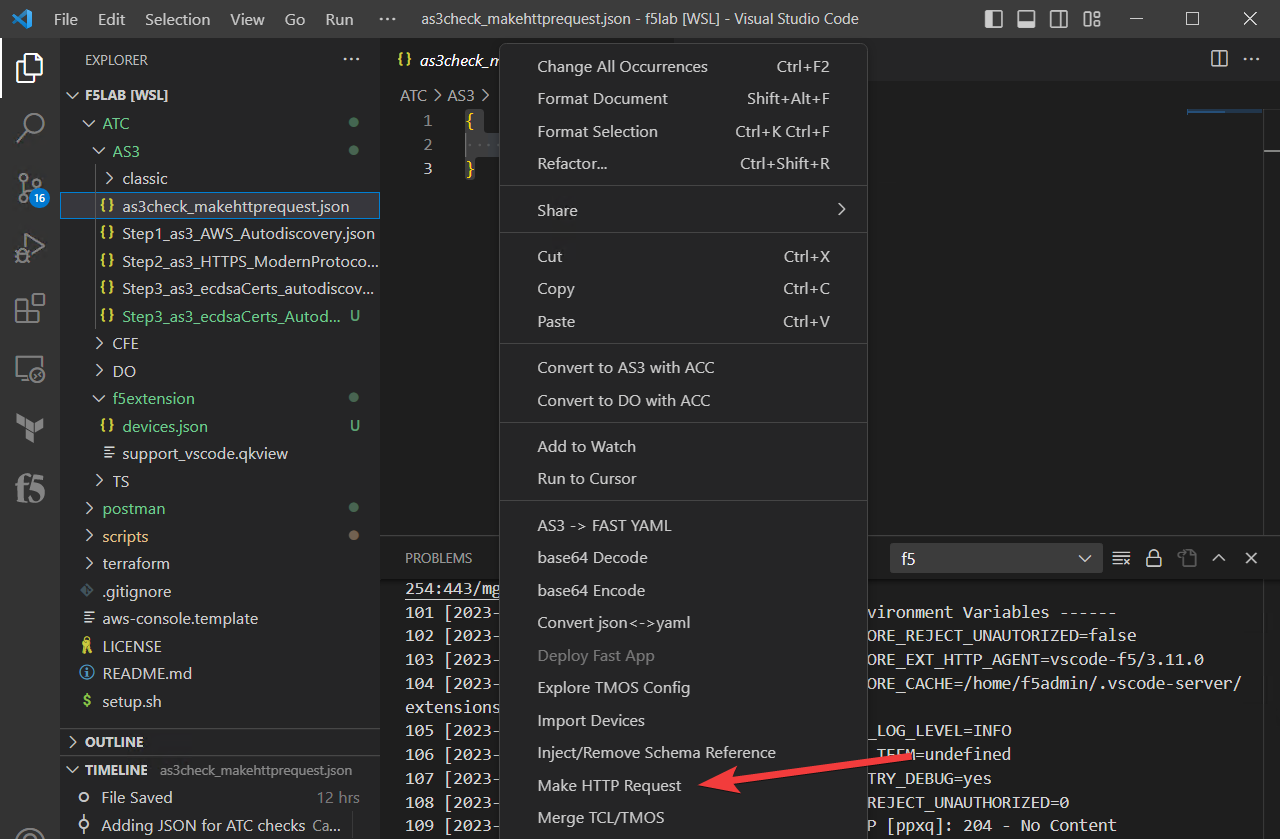 File Edit Selection View Go Run ··· as3check_makehttprequest.json - f5lab [WSL] - Visual Studio Code
EXPLORER
F5LAB [WSL]
ATC
AS3
classic
as3check_makehttprequest.json
Step1_as3_AWS_Autodiscovery.json
Step2_as3_HTTPS_ModernProtoco...
Step3_as3_ecdsaCerts_autodiscov...
Step3_as3_ecdsaCerts_Autod... U
CFE
DO
f5extension
devices.json U
support_vscode.qkview
TS
postman
scripts
terraform
.gitignore
aws-console.template
LICENSE
README.md
setup.sh
OUTLINE
TIMELINE as3check_makehttprequest.json
File Saved 12 hrs
Adding JSON for ATC checks Ca...
16
f5
{} as3check_m
ATC > AS3 >
1 {
2 ····
3 }
Change All Occurrences Ctrl+F2
Format Document Shift+Alt+F
Format Selection Ctrl+K Ctrl+F
Refactor... Ctrl+Shift+R
Share
Cut Ctrl+X
Copy Ctrl+C
Paste Ctrl+V
Convert to AS3 with ACC
Convert to DO with ACC
Add to Watch
Run to Cursor
AS3 -> FAST YAML
base64 Decode
base64 Encode
Convert json<->yaml
Deploy Fast App
Explore TMOS Config
Import Devices
Inject/Remove Schema Reference
Make HTTP Request
Merge TCL/TMOS
PROBLEMS f5
254:443/mg
101 [2023- vironment Variables ------
102 [2023- ORE_REJECT_UNAUTORIZED=false
103 [2023- ORE_EXT_HTTP_AGENT=vscode-f5/3.11.0
104 [2023- ORE_CACHE=/home/f5admin/.vscode-server/
extensions
105 [2023- _LOG_LEVEL=INFO
106 [2023- _TEEM=undefined
107 [2023- TRY_DEBUG=yes
108 [2023- REJECT_UNAUTHORIZED=0
109 [2023- P [ppxq]: 204 - No Content